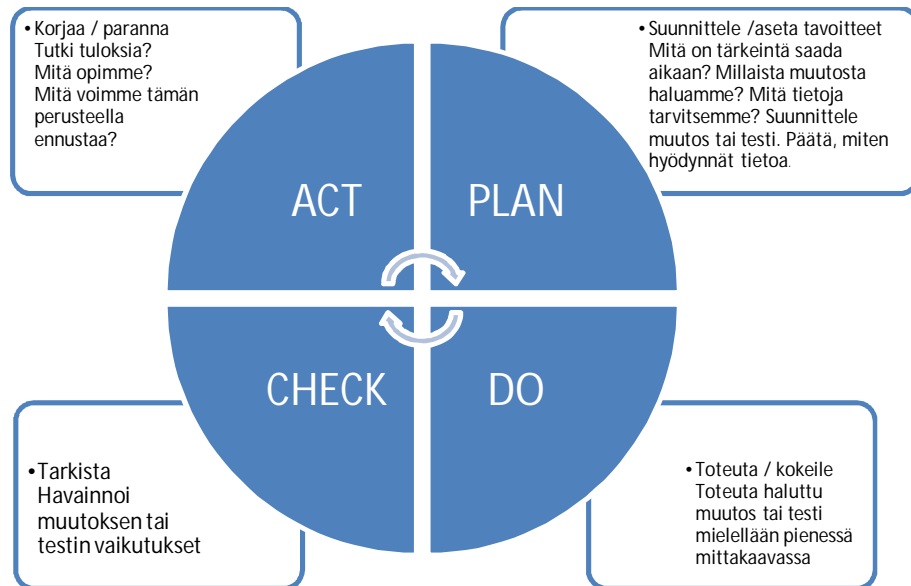 • Korjaa / paranna
Tutki tuloksia?
Mitä opimme?
Mitä voimme tämän
perusteella
ennustaa?
• Suunnittele /aseta tavoitteet
Mitä on tärkeintä saada
aikaan? Millaista muutosta
haluamme? Mitä tietoja
tarvitsemme? Suunnittele
muutos tai testi. Päätä, miten
hyödynnät tietoa.
ACT
PLAN
CHECK
DO
• Tarkista
Havainnoi
muutoksen tai
testin vaikutukset
• Toteuta / kokeile
Toteuta haluttu
muutos tai testi
mielellään pienessä
mittakaavassa